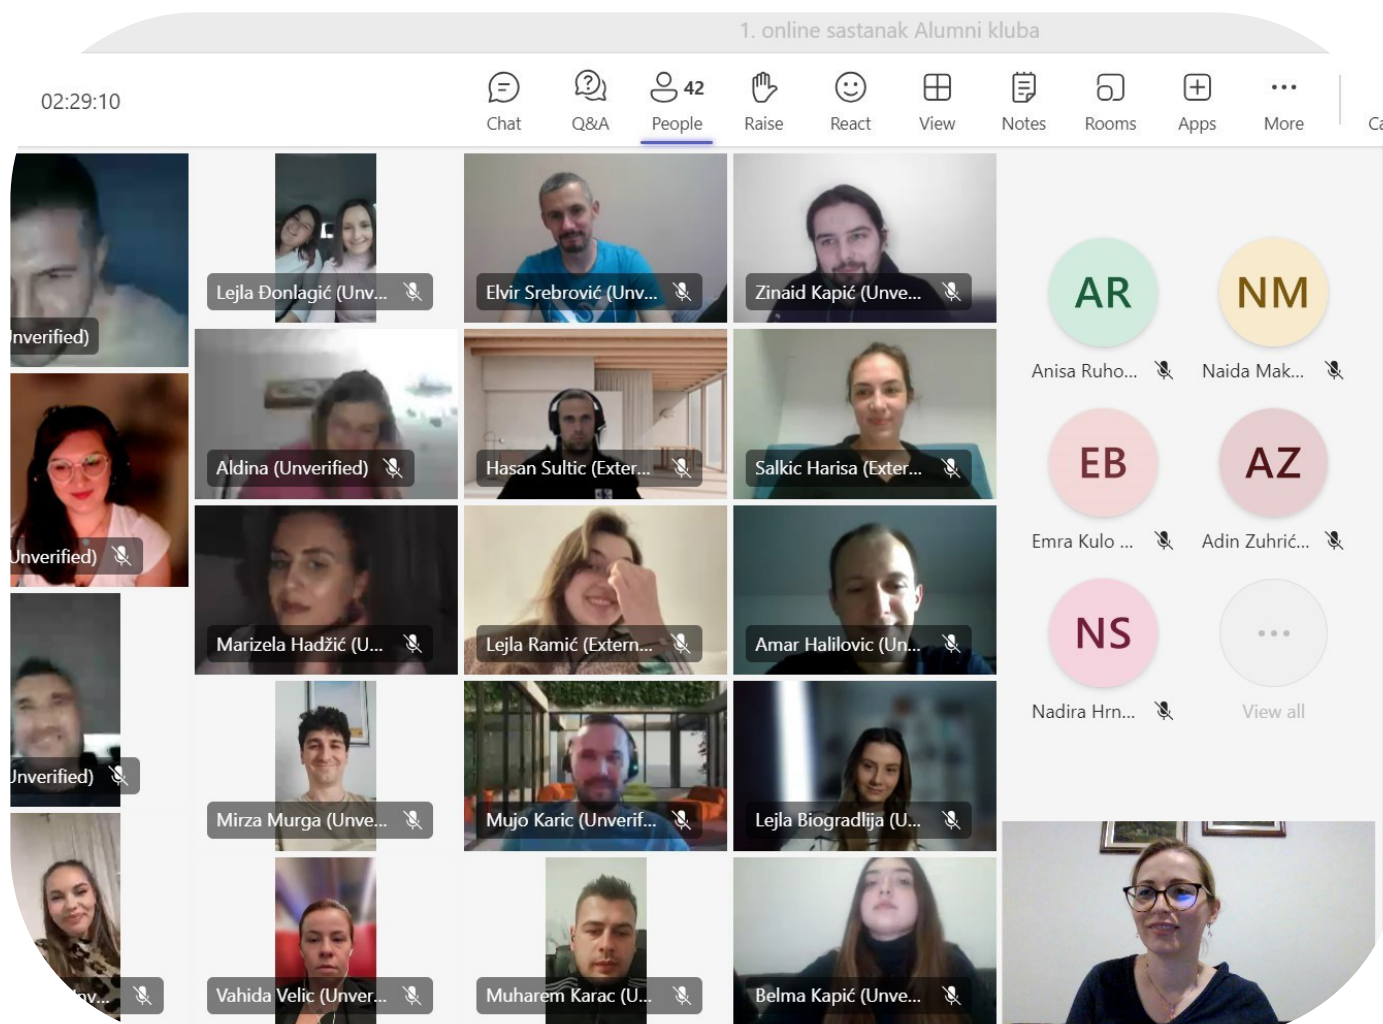 1. online sastanak Alumni kluba
02:29:10
Chat
Q&A
42
People
Raise
React
View
Notes
Rooms
Apps
More
Inverified)
Lejla Đonlagić (Unv...
Elvir Srebrović (Unv...
Zinaid Kapić (Unve...
AR
NM
Anisa Ruho...
Naida Mak...
Jnverified)
Aldina (Unverified)
Hasan Sultic (Exter...
Salkic Harisa (Exter...
EB
AZ
Emra Kulo ...
Adin Zuhrić...
Marizela Hadžić (U...
Lejla Ramić (Extern...
Amar Halilovic (Un...
NS
Nadira Hrn...
View all
Jnverified)
Mirza Murga (Unve...
Mujo Karic (Unverif...
Lejla Biogradlija (U...
Vahida Velic (Unver...
Muharem Karac (U...
Belma Kapić (Unve...